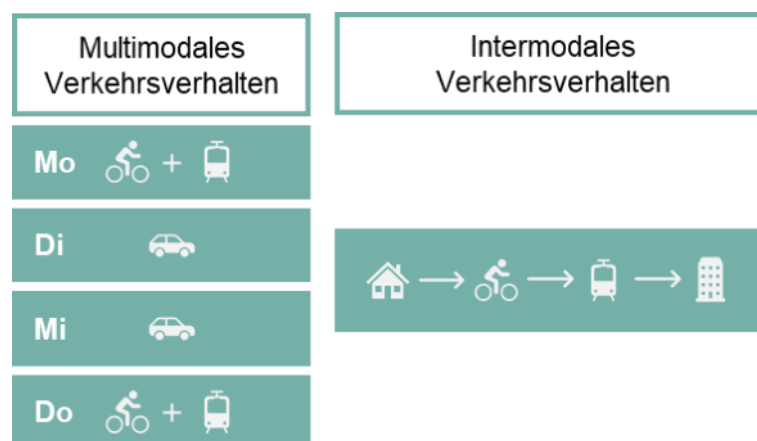 Multimodales
Verkehrsverhalten
Mo +
Di
Mi
Do +
Intermodales
Verkehrsverhalten